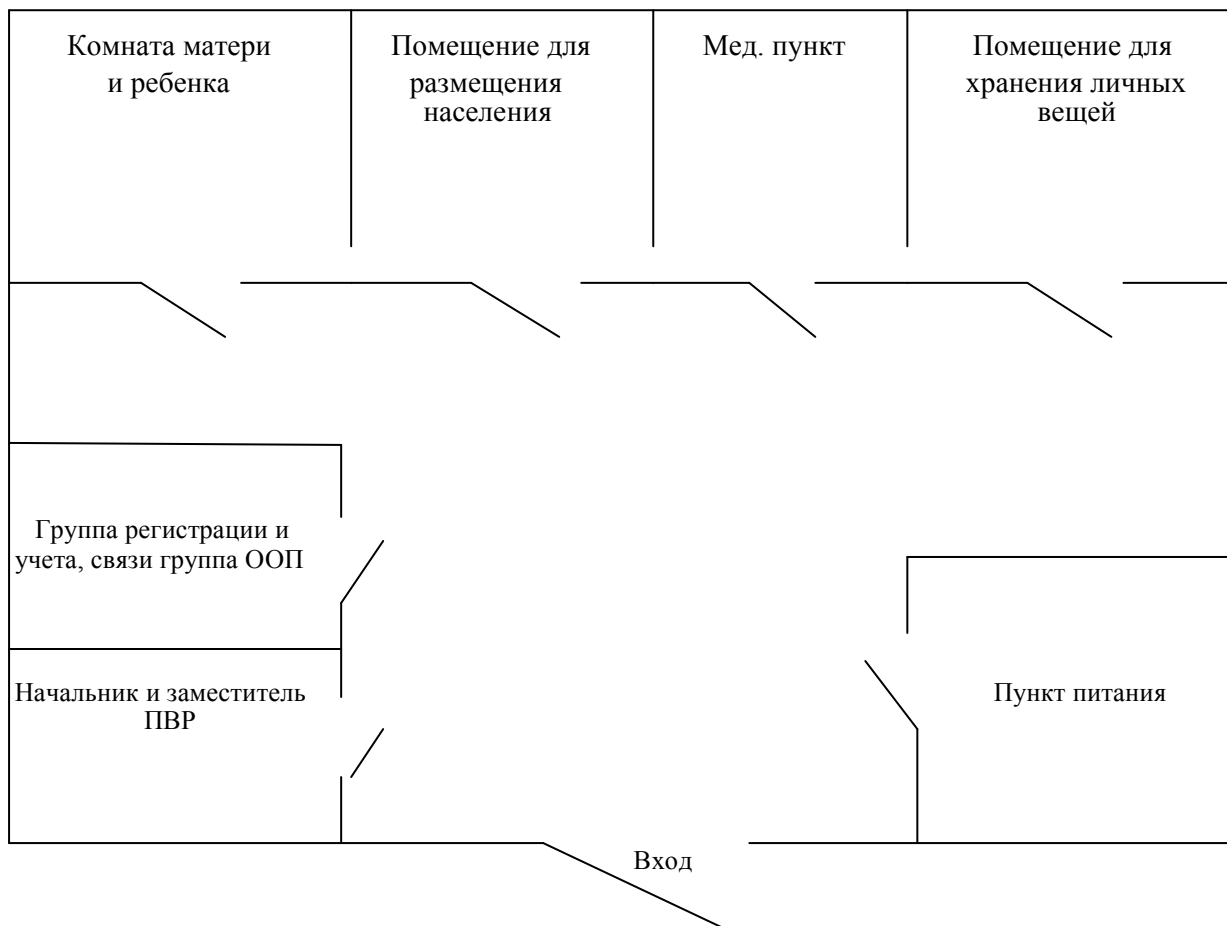 Комната матери
и ребенка
Помещение для
размещения
населения
Мед. пункт
Помещение для
хранения личных
вещей
Группа регистрации и
учета, связи группа ООП
Начальник и заместитель
ПВР
Пункт питания
Вход